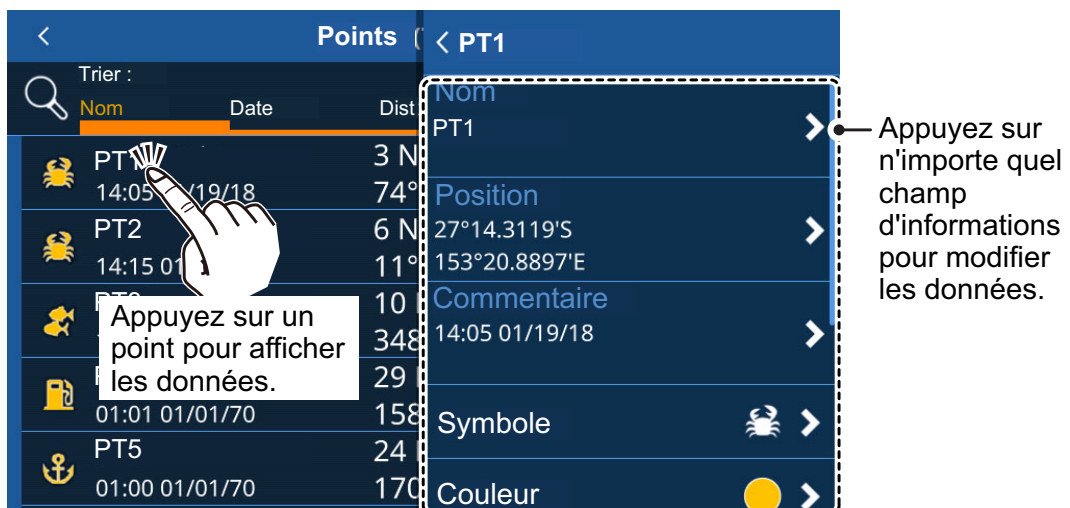 Points
Trier :
Nom Date Dist
PT
14:05 /19/18
3 N
74°
PT2
14:15 01
6 N
11°
10
348
29
01:01 01/01/70
158
PT5
24
01:00 01/01/70
170
Appuyez sur un
point pour afficher
les données.
PT1
Nom
PT1
Position
27°14.3119'S
153°20.8897'E
Commentaire
14:05 01/19/18
Symbole
Couleur
Appuyez sur
n'importe quel
champ
d'informations
pour modifier
les données.